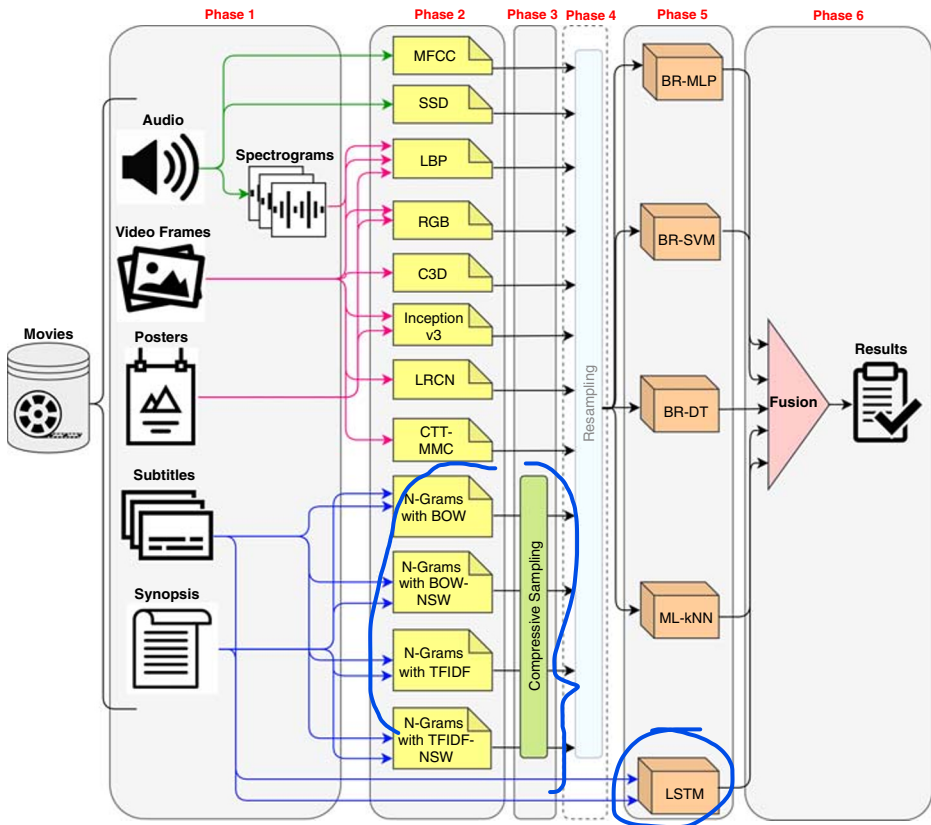 Phase 1
Phase 2
Phase 3
Phase 4
Phase 5
Phase 6
Movies
Audio
Spectrograms
Video Frames
Posters
Subtitles
Synopsis
MFCC
SSD
LBP
RGB
C3D
Inception
v3
LRCN
CTT-
MMC
N-Grams
with BOW
N-Grams
with BOW-
NSW
N-Grams
with TFIDF
N-Grams
with TFIDF-
NSW
Compressive Sampling
Resampling
BR-MLP
BR-SVM
BR-DT
ML-kNN
LSTM
Fusion
Results